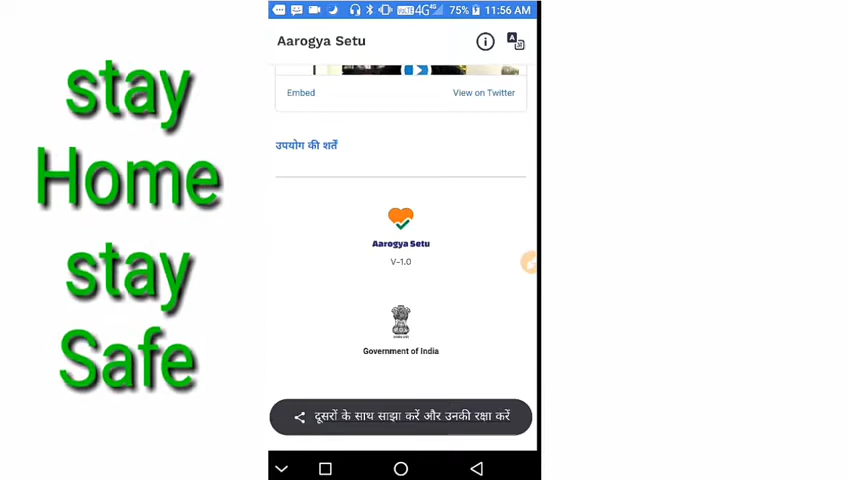 stay
Home
stay
Safe
4G 75% 11:56 AM
Aarogya Setu
Embed View on Twitter
उपयोग की शर्तें
Aarogya Setu
V-1.0
Government of India
दूसरों के साथ साझा करें और उनकी रक्षा करें